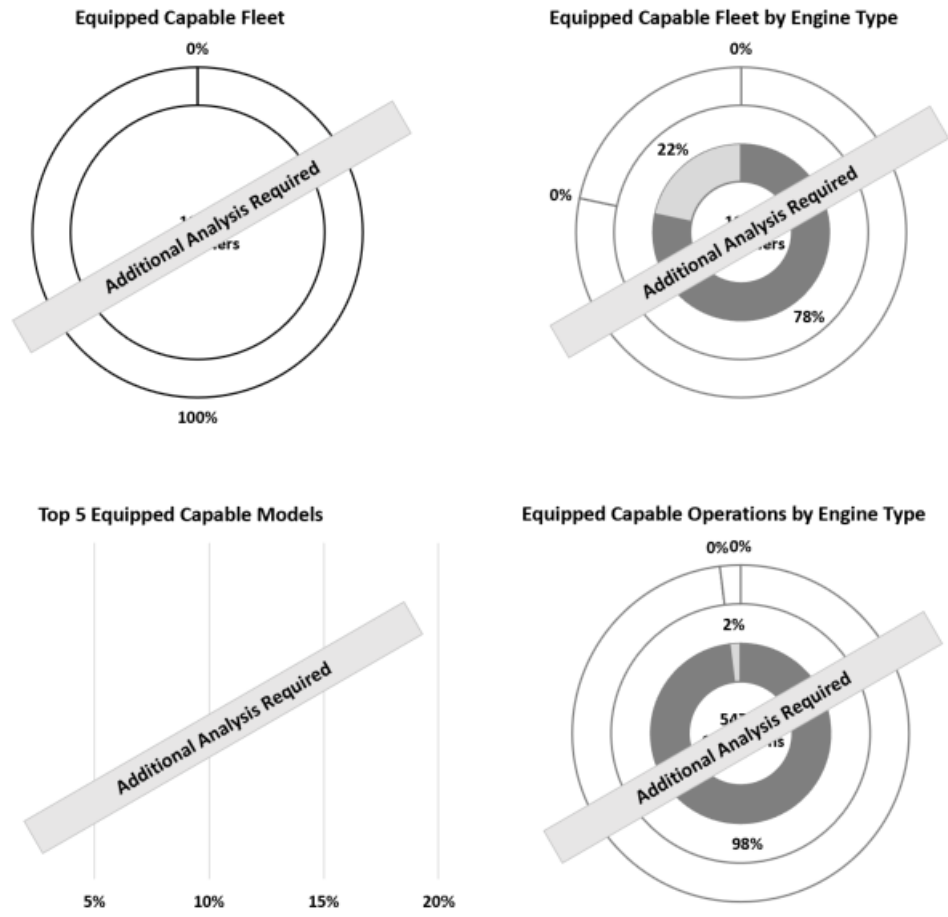 Equipped Capable Fleet
0%
Additional Analysis Required
100%
Equipped Capable Fleet by Engine Type
0%
22%
0%
Additional Analysis Required
78%
Top 5 Equipped Capable Models
Additional Analysis Required
5%
10%
15%
20%
Equipped Capable Operations by Engine Type
0%
0%
2%
Additional Analysis Required
98%